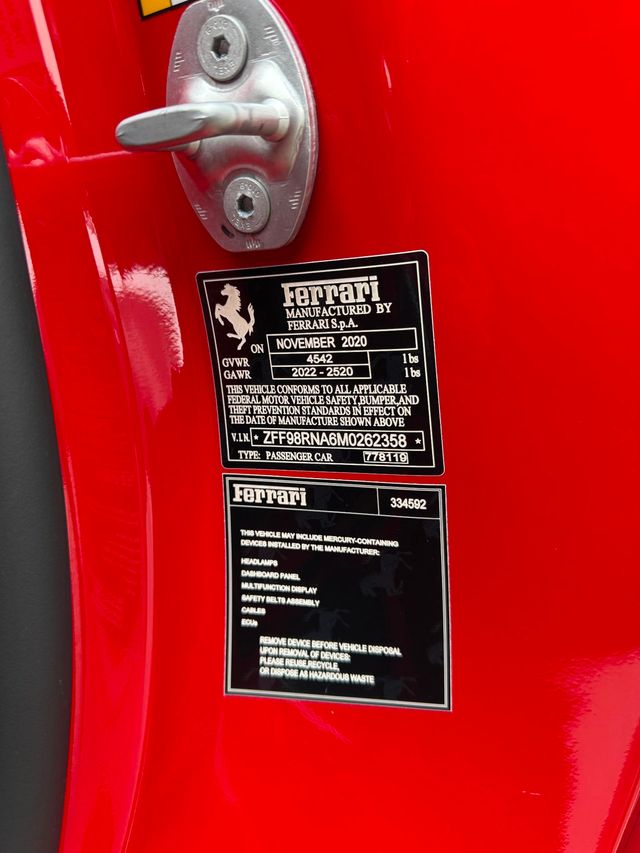 Ferrari
MANUFACTURED BY
FERRARI S.p.A.
ON NOVEMBER 2020
GVWR 4542 lbs
GAWR 2022 - 2520 lbs
THIS VEHICLE CONFORMS TO ALL APPLICABLE
FEDERAL MOTOR VEHICLE SAFETY, BUMPER, AND
THEFT PREVENTION STANDARDS IN EFFECT ON
THE DATE OF MANUFACTURE SHOWN ABOVE
V.I.N. * ZFF98RNA6M0262358 *
TYPE: PASSENGER CAR 778119
Ferrari 334592
THIS VEHICLE MAY INCLUDE MERCURY-CONTAINING
DEVICES INSTALLED BY THE MANUFACTURER:
HEADLAMPS
DASHBOARD PANEL
MULTIFUNCTION DISPLAY
SAFETY BELTS ASSEMBLY
CABLES
ECUs
REMOVE DEVICE BEFORE VEHICLE DISPOSAL
UPON REMOVAL OF DEVICES:
PLEASE REUSE,RECYCLE,
OR DISPOSE AS HAZARDOUS WASTE